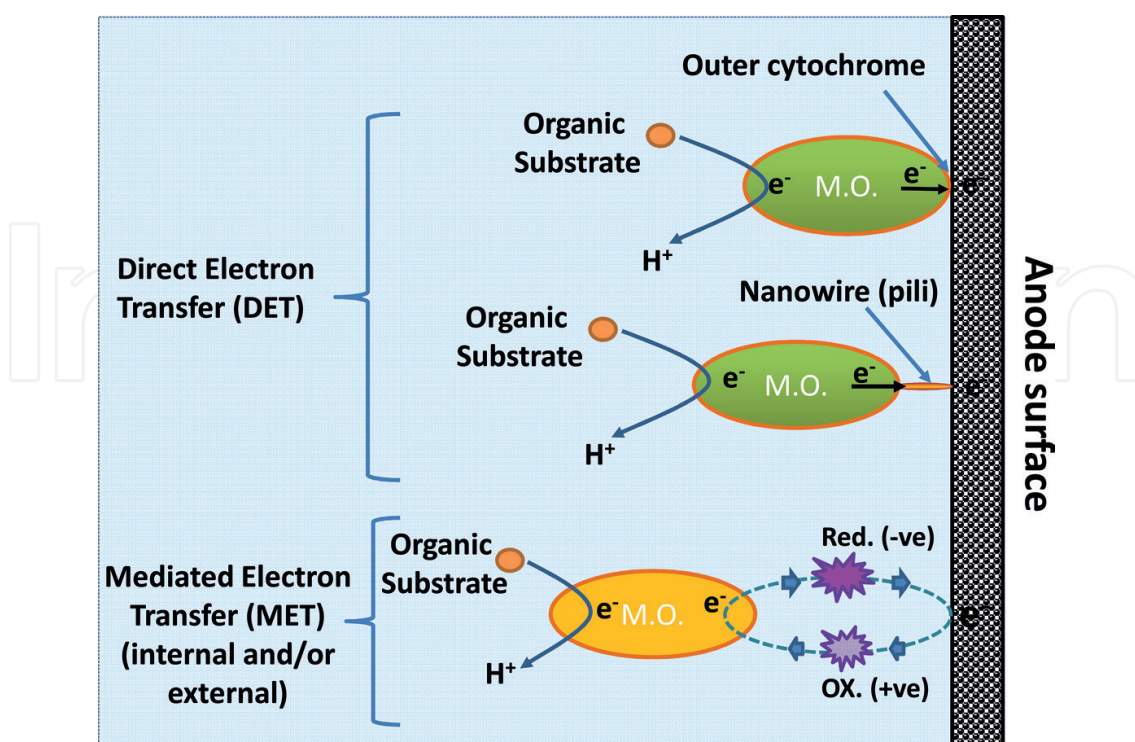 Outer cytochrome
Organic
Substrate
e-
M.O.
e-
e-
H+
Direct Electron
Transfer (DET)
Nanowire (pili)
Organic
Substrate
e-
M.O.
e-
e-
H+
Anode surface
Mediated Electron
Transfer (MET)
(internal and/or
external)
Organic
Substrate
e-
M.O.
e-
e-
H+
Red. (-ve)
OX. (+ve)